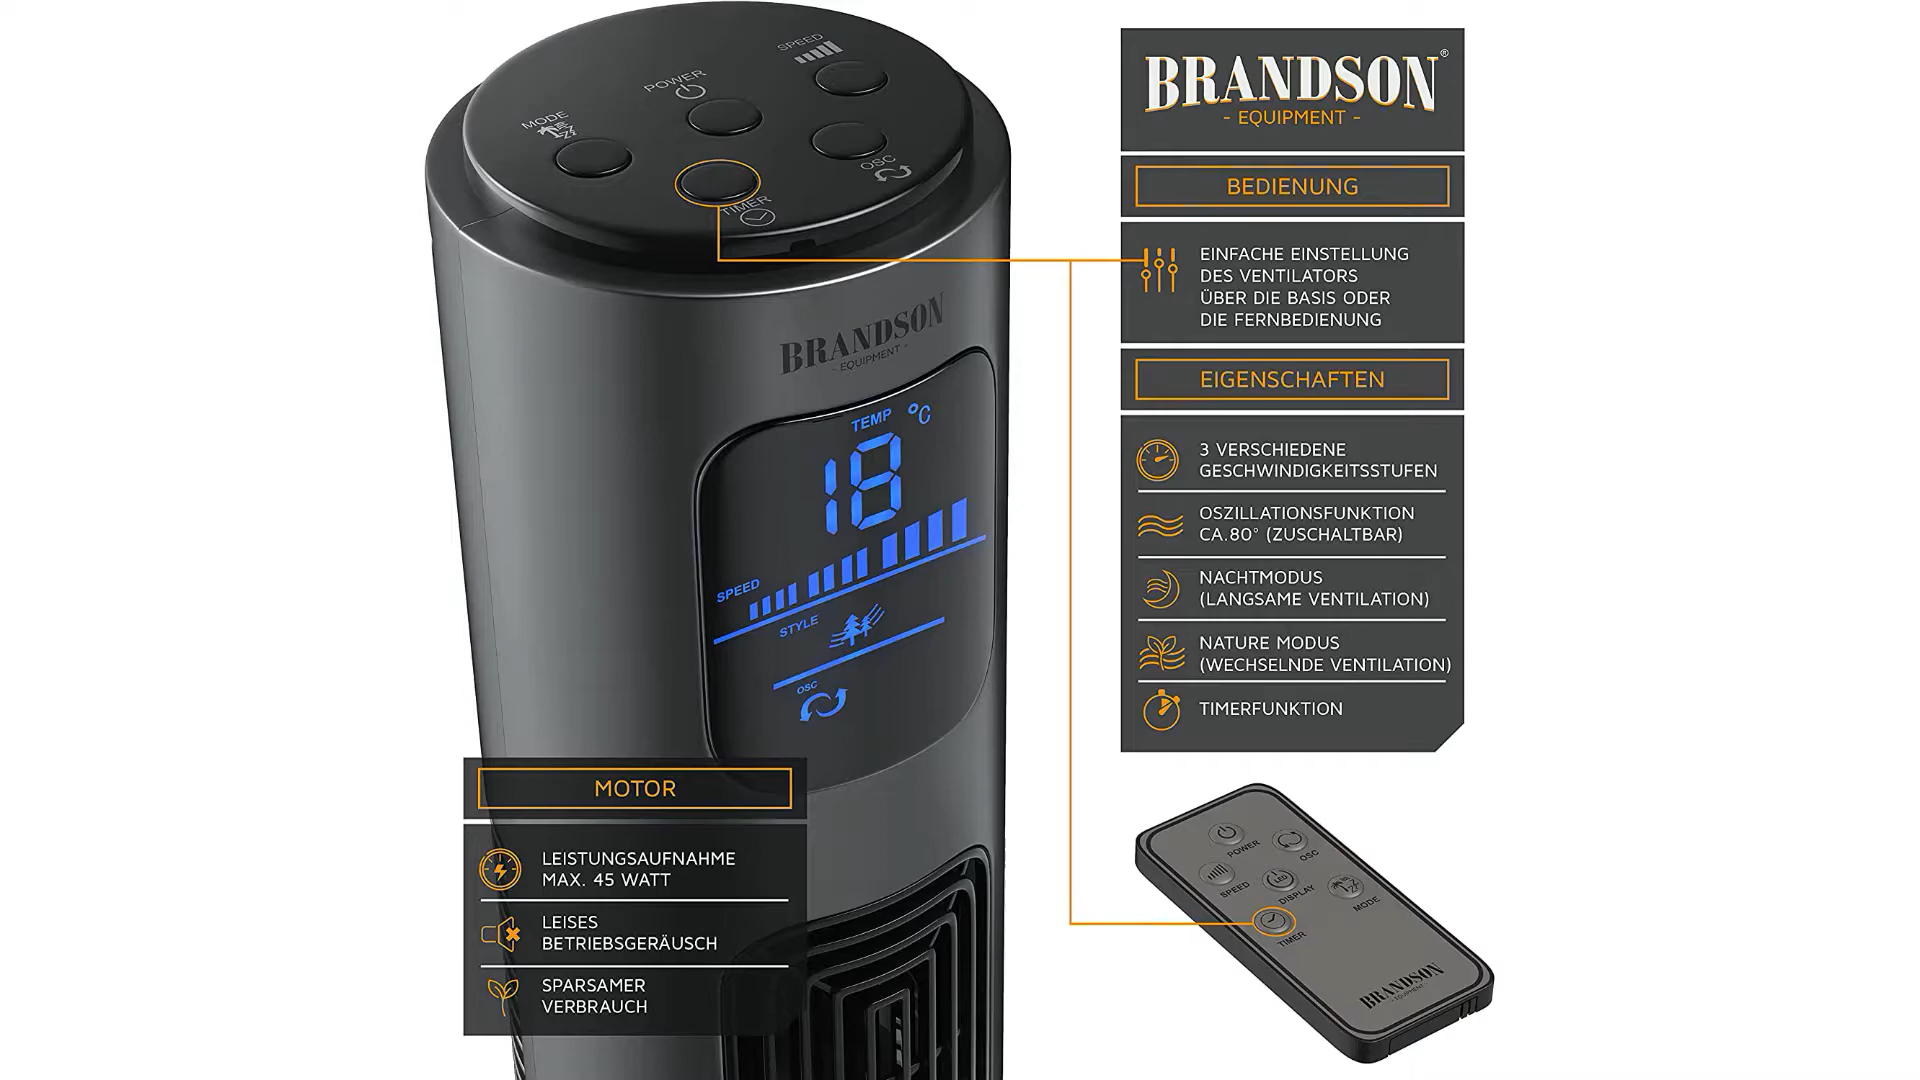 SPEED
POWER
MODE
OSC
TIMER
BRANDSON
- EQUIPMENT -
TEMP °C
18
SPEED
STYLE
OSC
MOTOR
LEISTUNGSAUFNAHME
MAX. 45 WATT
LEISES
BETRIEBSGERÄUSCH
SPARSAMER
VERBRAUCH
BRANDSON®
- EQUIPMENT -
BEDIENUNG
EINFACHE EINSTELLUNG
DES VENTILATORS
ÜBER DIE BASIS ODER
DIE FERNBEDIENUNG
EIGENSCHAFTEN
3 VERSCHIEDENE
GESCHWINDIGKEITSSTUFEN
OSZILLATIONSFUNKTION
CA.80° (ZUSCHALTBAR)
NACHTMODUS
(LANGSAME VENTILATION)
NATURE MODUS
(WECHSELNDE VENTILATION)
TIMERFUNKTION
POWER
OSC
SPEED
LED
DISPLAY
MODE
TIMER
BRANDSON
- EQUIPMENT -